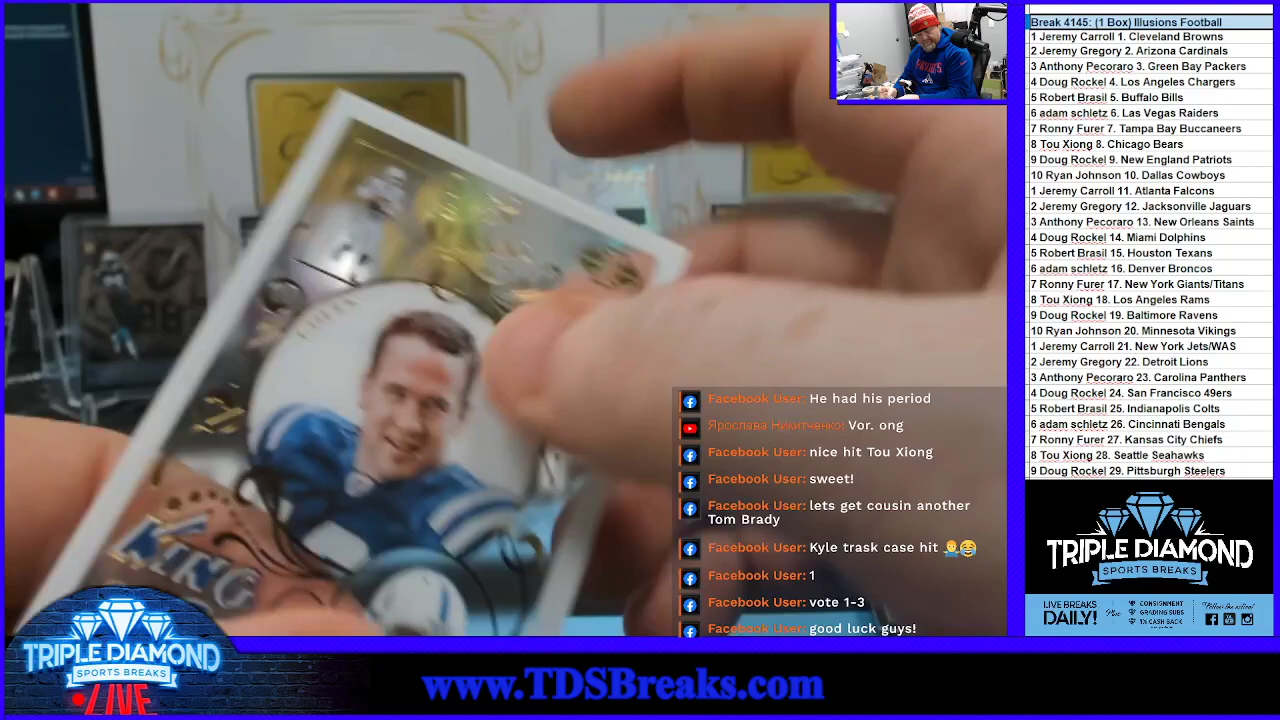 Break 4145: (1 Box) Illusions Football
1 Jeremy Carroll 1. Cleveland Browns
2 Jeremy Gregory 2. Arizona Cardinals
3 Anthony Pecoraro 3. Green Bay Packers
4 Doug Rockel 4. Los Angeles Chargers
5 Robert Brasil 5. Buffalo Bills
6 adam schletz 6. Las Vegas Raiders
7 Ronny Furer 7. Tampa Bay Buccaneers
8 Tou Xiong 8. Chicago Bears
9 Doug Rockel 9. New England Patriots
10 Ryan Johnson 10. Dallas Cowboys
1 Jeremy Carroll 11. Atlanta Falcons
2 Jeremy Gregory 12. Jacksonville Jaguars
3 Anthony Pecoraro 13. New Orleans Saints
4 Doug Rockel 14. Miami Dolphins
5 Robert Brasil 15. Houston Texans
6 adam schletz 16. Denver Broncos
7 Ronny Furer 17. New York Giants/Titans
8 Tou Xiong 18. Los Angeles Rams
9 Doug Rockel 19. Baltimore Ravens
10 Ryan Johnson 20. Minnesota Vikings
1 Jeremy Carroll 21. New York Jets/WAS
2 Jeremy Gregory 22. Detroit Lions
3 Anthony Pecoraro 23. Carolina Panthers
4 Doug Rockel 24. San Francisco 49ers
5 Robert Brasil 25. Indianapolis Colts
6 adam schletz 26. Cincinnati Bengals
7 Ronny Furer 27. Kansas City Chiefs
8 Tou Xiong 28. Seattle Seahawks
9 Doug Rockel 29. Pittsburgh Steelers
Facebook User: He had his period
Ярослава Никитченко: Vor. ong
Facebook User: nice hit Tou Xiong
Facebook User: sweet!
Facebook User: lets get cousin another
Tom Brady
Facebook User: Kyle trask case hit 🤷‍♂️😂
Facebook User: 1
Facebook User: vote 1-3
Facebook User: good luck guys!
KING
TRIPLE DIAMOND
SPORTS BREAKS
LIVE BREAKS
DAILY!
Plus
CONSIGNMENT
GRADING SUBS
1% CASH BACK
Follow the action!
TRIPLE DIAMOND
SPORTS BREAKS
LIVE
www.TDSBreaks.com